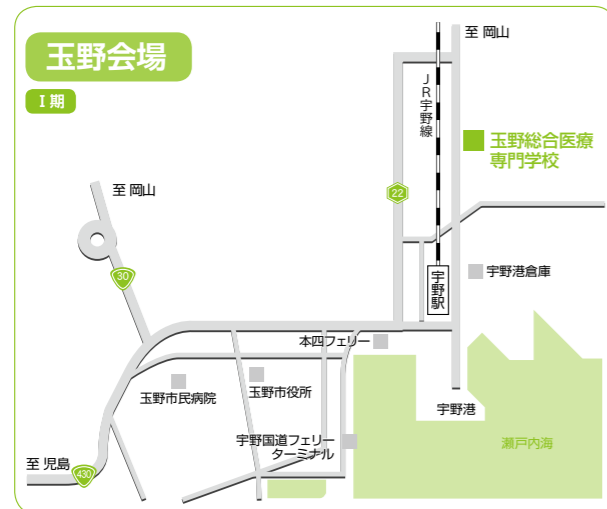 玉野会場
Ⅰ期
至 岡山
JR宇野線
玉野総合医療
専門学校
22
至 岡山
30
宇野駅
宇野港倉庫
本四フェリー
玉野市民病院
玉野市役所
宇野港
宇野国道フェリー
ターミナル
瀬戸内海
至 児島
430